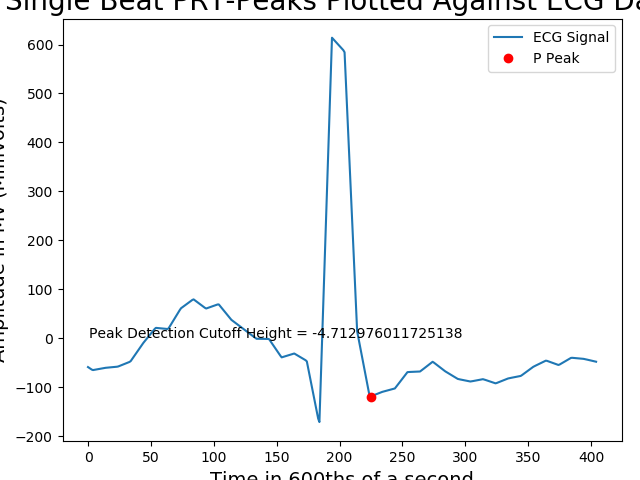 Single Beat PRT-Peaks Plotted Against ECG Da
ECG Signal
P Peak
600
500
400
300
200
100
0
−100
−200
Peak Detection Cutoff Height = -4.712976011725138
0 50 100 150 200 250 300 350 400
Time in 600ths of a second
Amplitude in MV (MilliVolts)